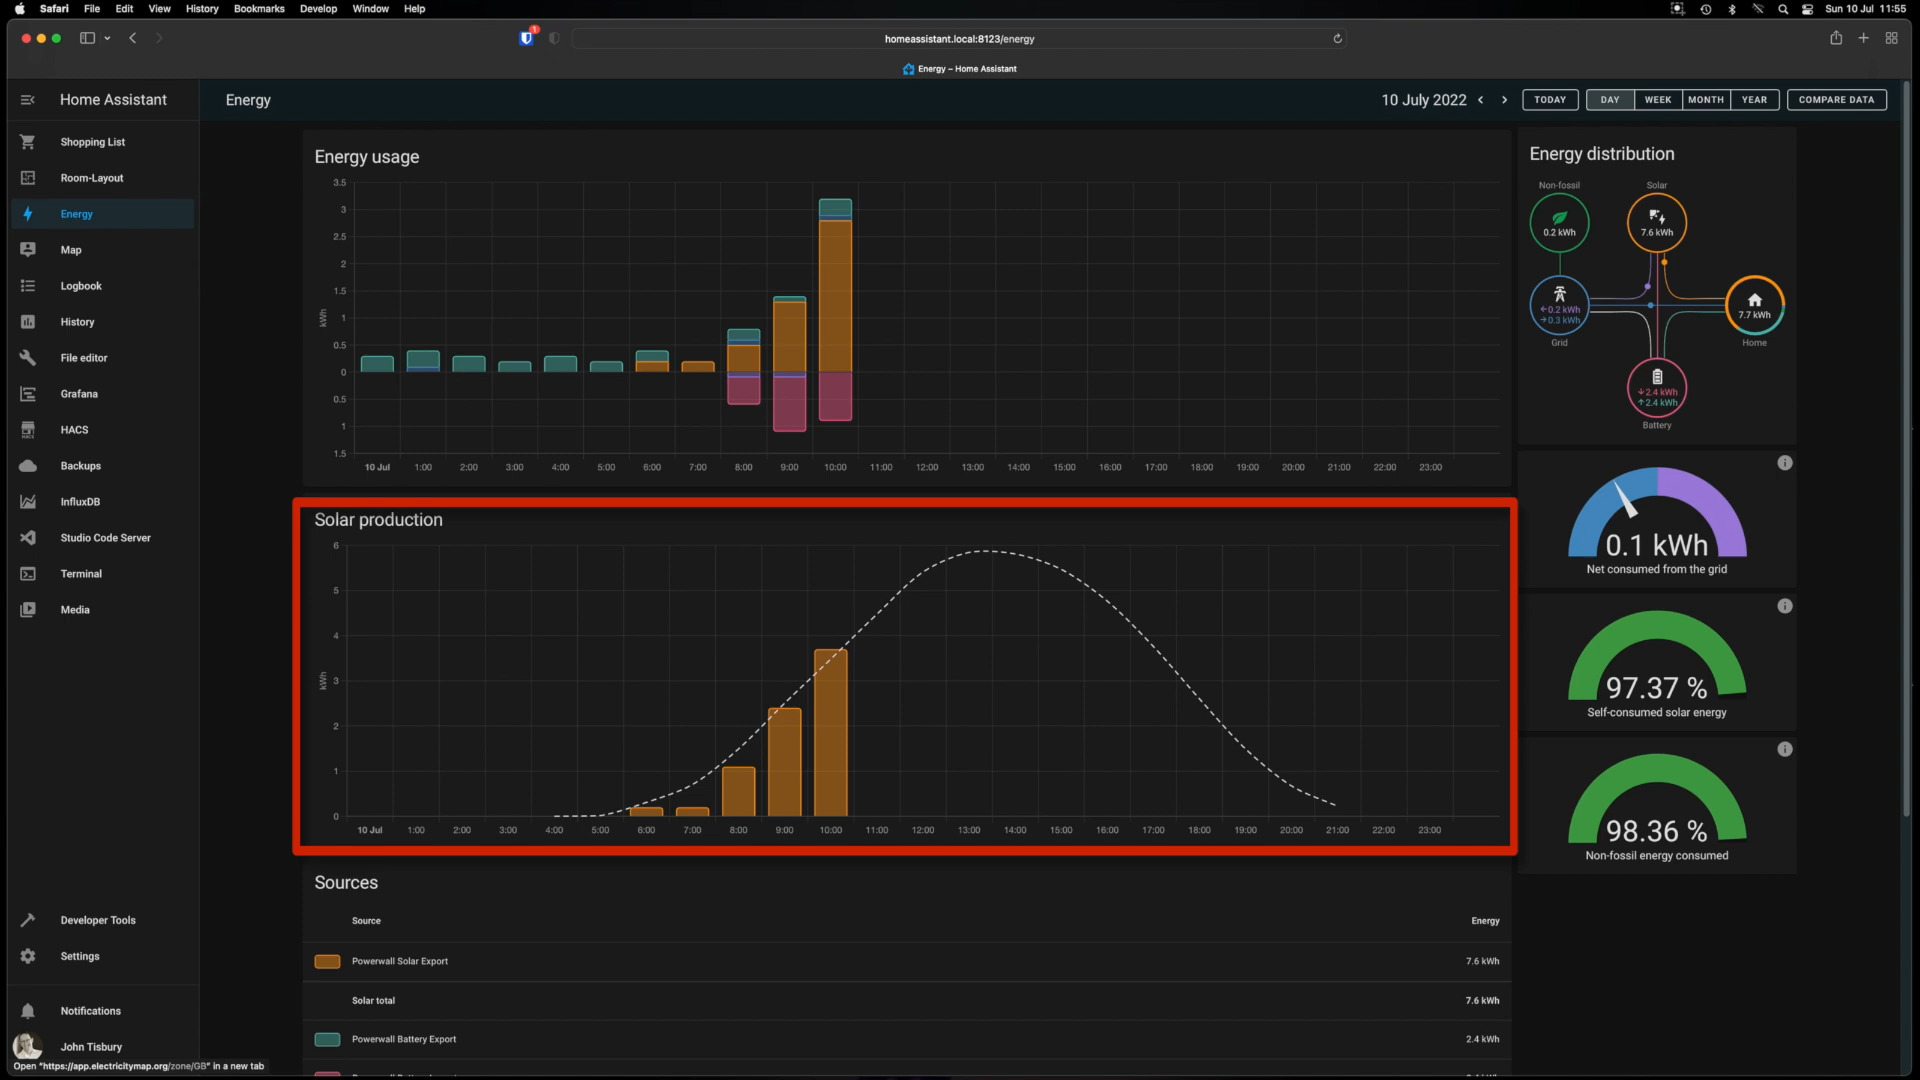 Safari File Edit View History Bookmarks Develop Window Help
Sun 10 Jul 11:55
1
homeassistant.local:8123/energy
Energy – Home Assistant
Home Assistant
Energy
10 July 2022
TODAY
DAY WEEK MONTH YEAR
COMPARE DATA
Shopping List
Room-Layout
Energy
Map
Logbook
History
File editor
Grafana
HACS
HACS
Backups
InfluxDB
Studio Code Server
Terminal
Media
Developer Tools
Settings
Notifications
John Tisbury
Open "https://app.electricitymap.org/zone/GB" in a new tab
Energy usage
3.5
3
2.5
2
1.5
1
0.5
0
0.5
1
1.5
kWh
10 Jul 1:00 2:00 3:00 4:00 5:00 6:00 7:00 8:00 9:00 10:00 11:00 12:00 13:00 14:00 15:00 16:00 17:00 18:00 19:00 20:00 21:00 22:00 23:00
Solar production
6
5
4
3
2
1
0
kWh
10 Jul 1:00 2:00 3:00 4:00 5:00 6:00 7:00 8:00 9:00 10:00 11:00 12:00 13:00 14:00 15:00 16:00 17:00 18:00 19:00 20:00 21:00 22:00 23:00
Sources
Source Energy
Powerwall Solar Export 7.6 kWh
Solar total 7.6 kWh
Powerwall Battery Export 2.4 kWh
Energy distribution
Non-fossil Solar
0.2 kWh 7.6 kWh
←0.2 kWh
→0.3 kWh
7.7 kWh
Grid Home
↓2.4 kWh
↑2.4 kWh
Battery
0.1 kWh
Net consumed from the grid
97.37 %
Self-consumed solar energy
98.36 %
Non-fossil energy consumed